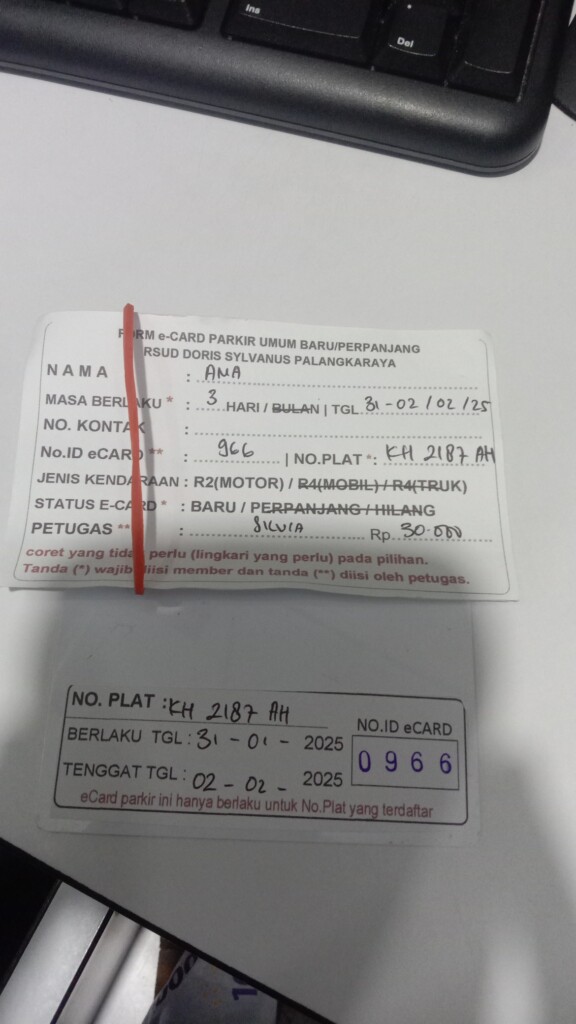 Ins
Del
FORM e-CARD PARKIR UMUM BARU/PERPANJANG
RSUD DORIS SYLVANUS PALANGKARAYA
NAMA : ANA
MASA BERLAKU * : 3 HARI / BULAN | TGL. 31-02/02/25
NO. KONTAK :
No.ID eCARD ** : 966 | NO.PLAT *: KH 2187 AH
JENIS KENDARAAN : R2(MOTOR) / R4(MOBIL) / R4(TRUK)
STATUS E-CARD * : BARU / PERPANJANG / HILANG
PETUGAS ** : SILVIA Rp. 30.000
coret yang tidak perlu (lingkari yang perlu) pada pilihan.
Tanda (*) wajib diisi member dan tanda (**) diisi oleh petugas.
NO. PLAT : KH 2187 AH
BERLAKU TGL : 31 - 01 - 2025
TENGGAT TGL : 02 - 02 - 2025
NO.ID eCARD
0966
eCard parkir ini hanya berlaku untuk No.Plat yang terdaftar